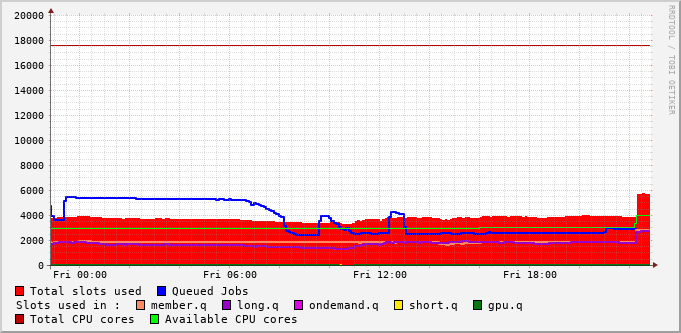 20000
18000
16000
14000
12000
10000
8000
6000
4000
2000
0
Fri 00:00 Fri 06:00 Fri 12:00 Fri 18:00
Total slots used Queued Jobs
Slots used in : member.q long.q ondemand.q short.q gpu.q
Total CPU cores Available CPU cores
RRDTOOL / TOBI OETIKER